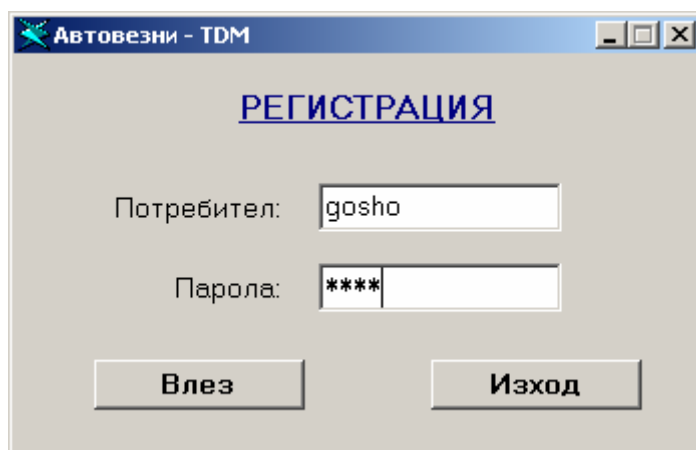 Автовезни - TDM
РЕГИСТРАЦИЯ
Потребител: gosho
Парола: ****
Влез Изход